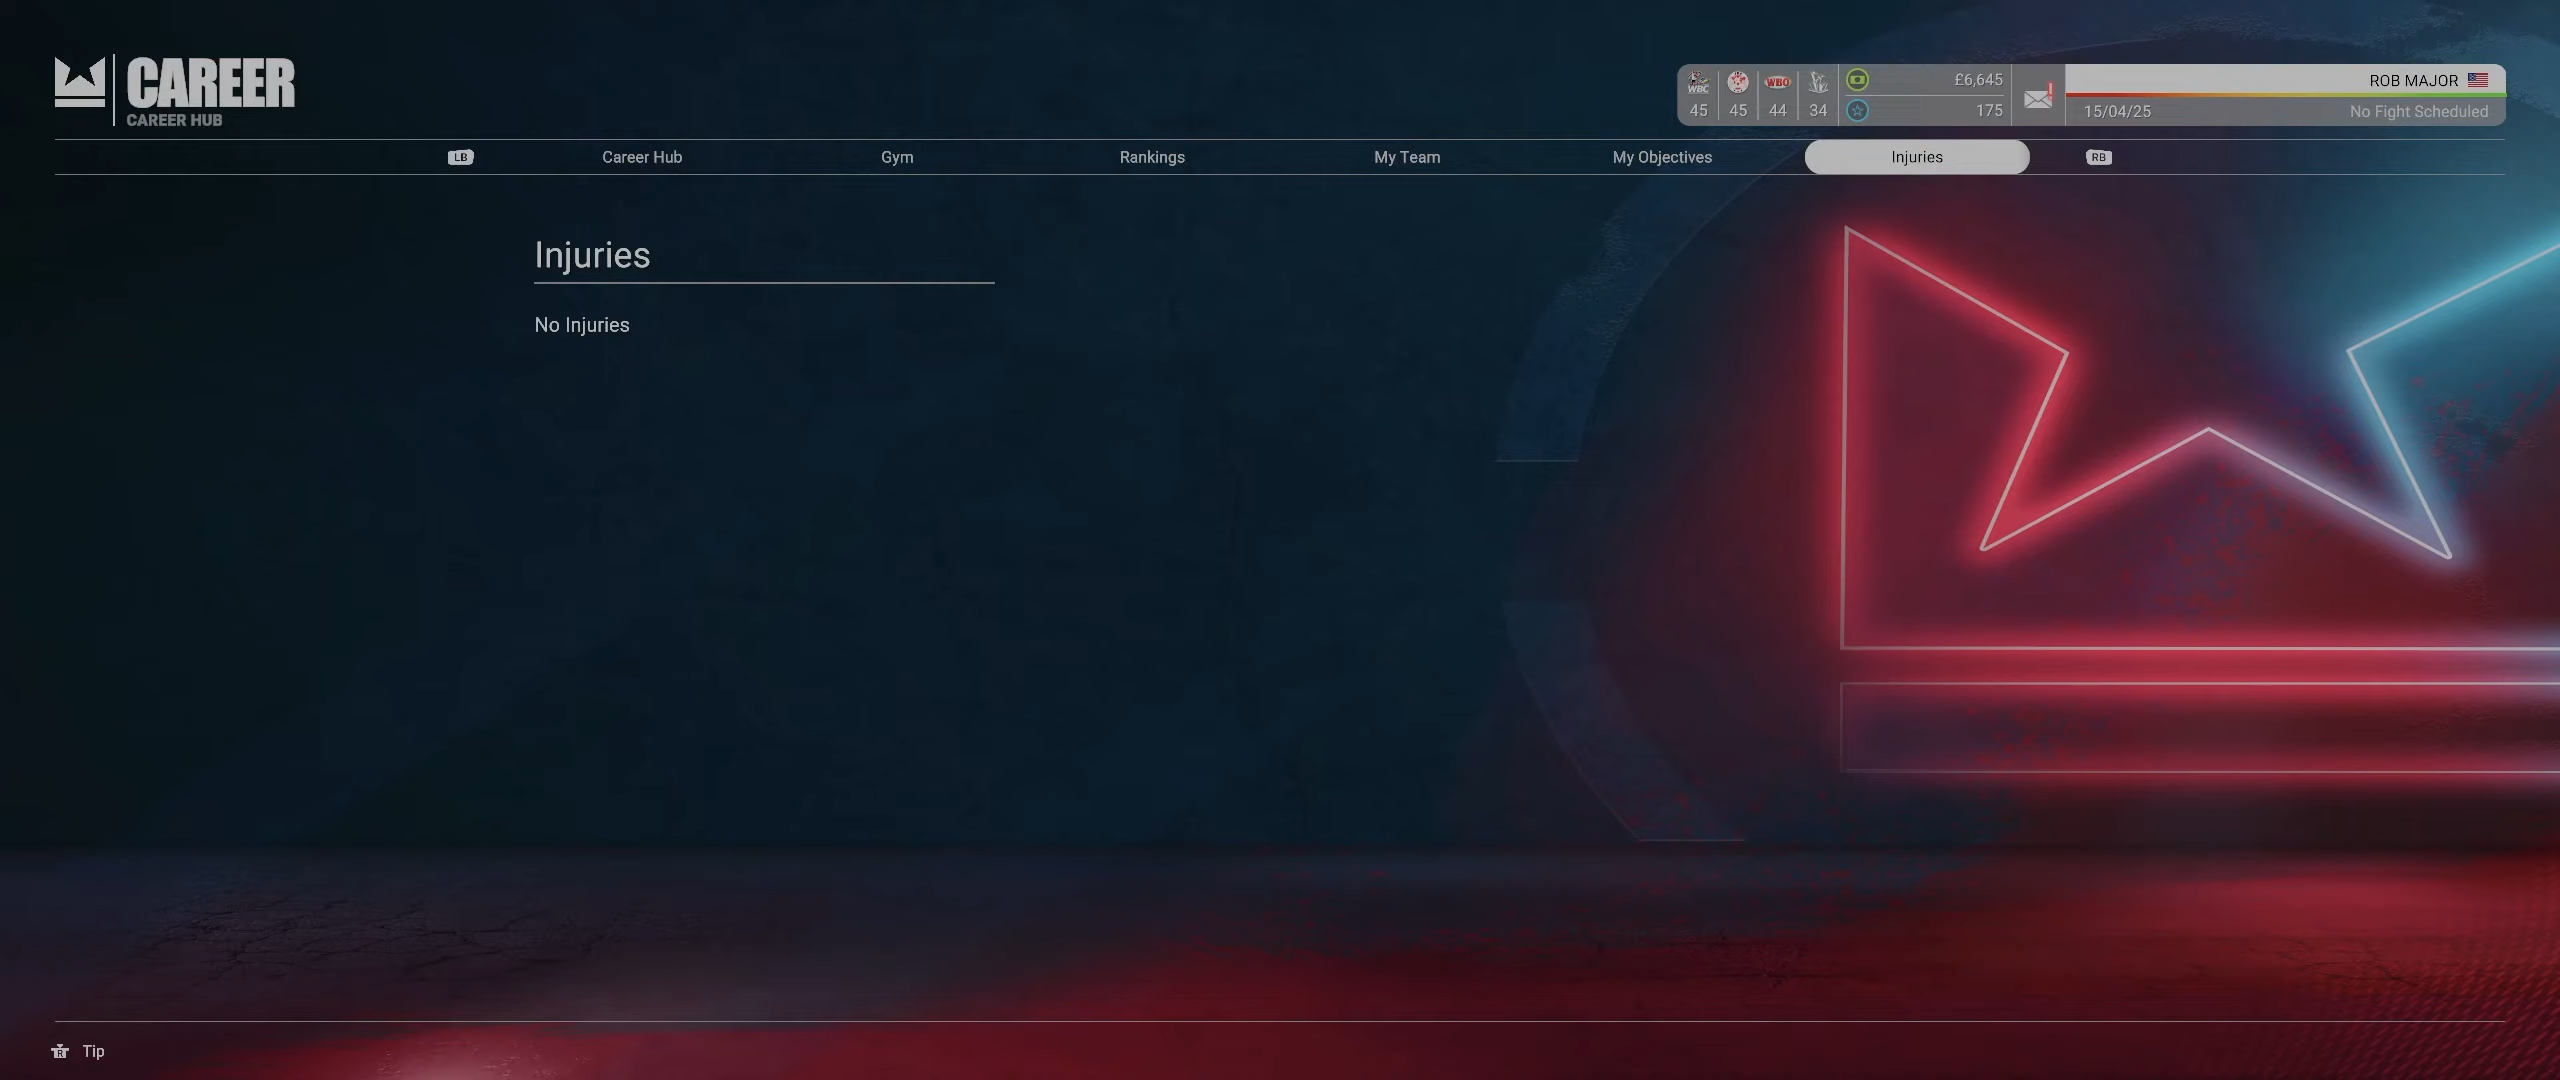 CAREER
CAREER HUB
WBC
WBO
45
45
44
34
£6,645
175
ROB MAJOR
15/04/25
No Fight Scheduled
LB
Career Hub
Gym
Rankings
My Team
My Objectives
Injuries
RB
Injuries
No Injuries
R
Tip